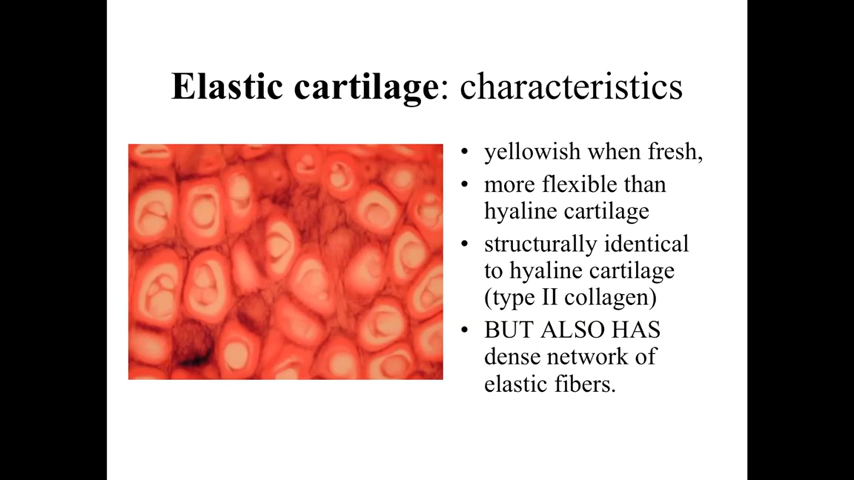 Elastic cartilage: characteristics
• yellowish when fresh,
• more flexible than
hyaline cartilage
• structurally identical
to hyaline cartilage
(type II collagen)
• BUT ALSO HAS
dense network of
elastic fibers.